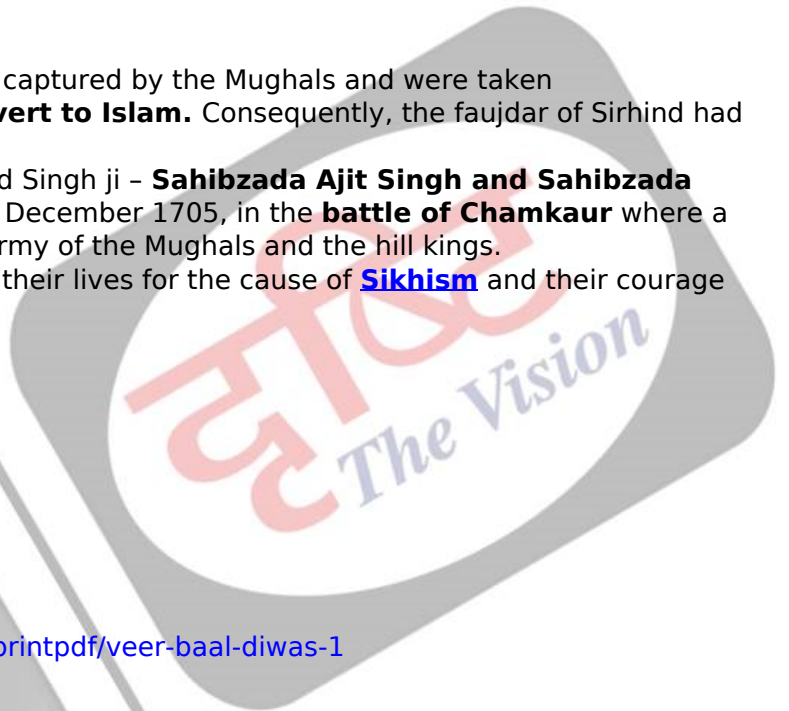 captured by the Mughals and were taken
vert to Islam. Consequently, the faujdar of Sirhind had
d Singh ji – Sahibzada Ajit Singh and Sahibzada
December 1705, in the battle of Chamkaur where a
rmy of the Mughals and the hill kings.
their lives for the cause of Sikhism and their courage
दृष्टि
The Vision
printpdf/veer-baal-diwas-1